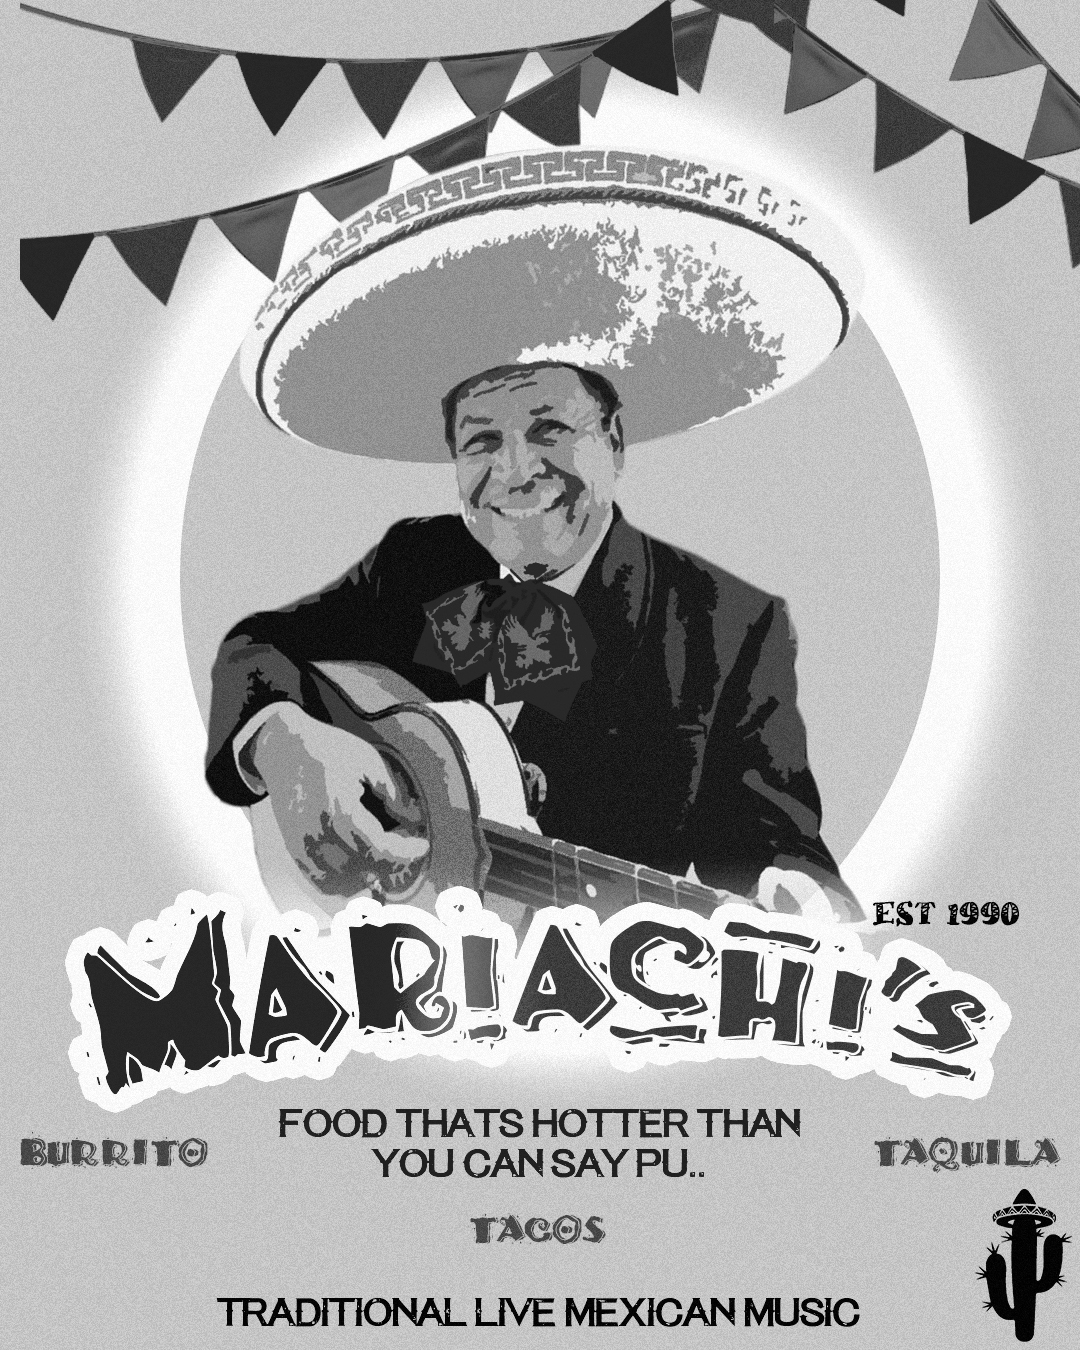 EST 1990
MARIACHI'S
FOOD THATS HOTTER THAN
YOU CAN SAY PU..
BURRITO
TAQUILA
TACOS
TRADITIONAL LIVE MEXICAN MUSIC